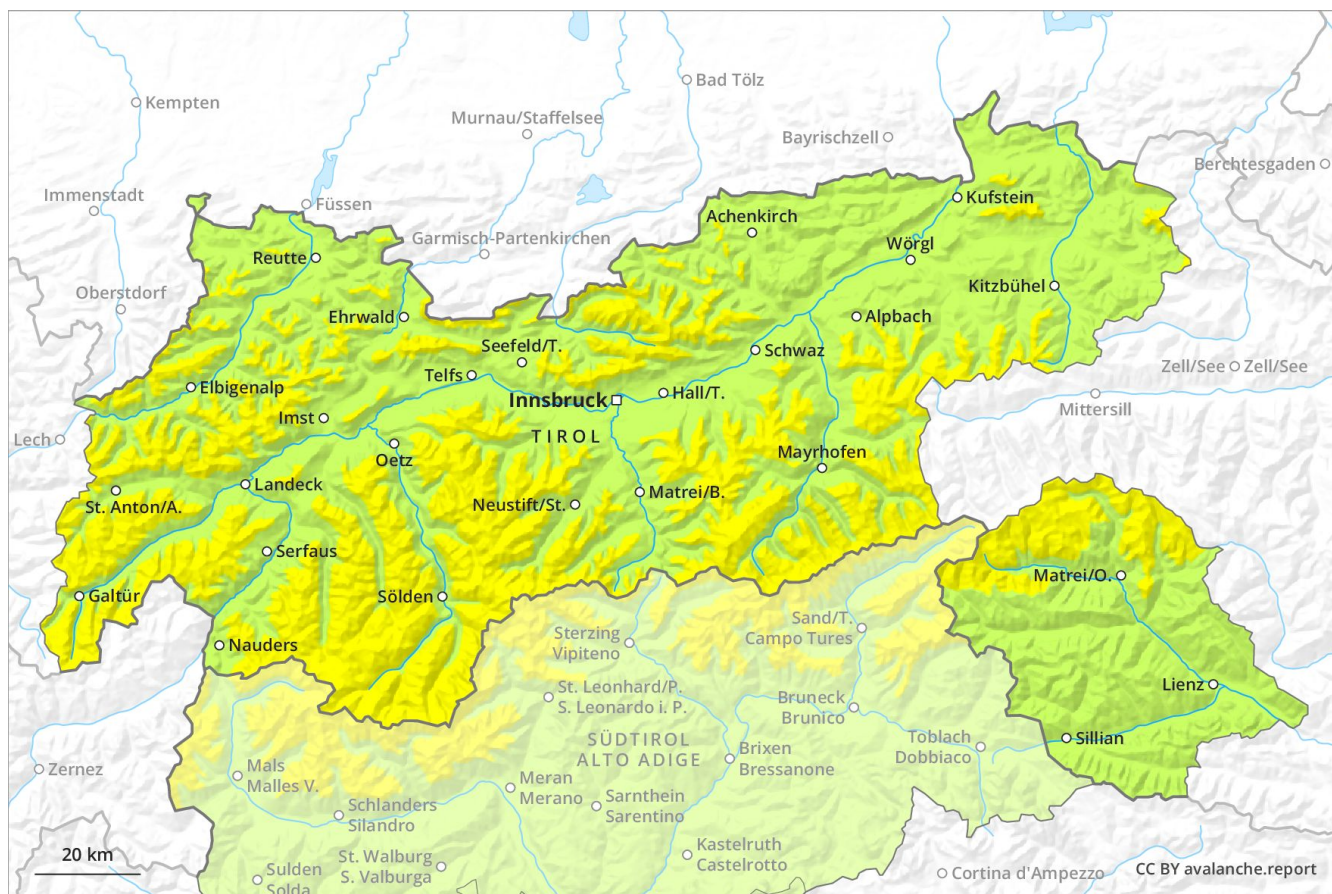 Bad Tölz
Kempten
Murnau/Staffelsee
Bayrischzell
Berchtesgaden
Immenstadt
Füssen
Kufstein
Achenkirch
Garmisch-Partenkirchen
Wörgl
Reutte
Kitzbühel
Oberstdorf
Ehrwald
Alpbach
Seefeld/T.
Schwaz
Telfs
Zell/See
Zell/See
Elbigenalp
Innsbruck
Hall/T.
Mittersill
Imst
TIROL
Lech
Oetz
Mayrhofen
Landeck
Matrei/B.
St. Anton/A.
Neustift/St.
Serfaus
Matrei/O.
Galtür
Sölden
Sand/T.
Campo Tures
Sterzing
Vipiteno
Nauders
Lienz
St. Leonhard/P.
S. Leonardo i. P.
Bruneck
Brunico
SÜDTIROL
ALTO ADIGE
Sillian
Toblach
Dobbiaco
Brixen
Bressanone
Zernez
Mals
Malles V.
Meran
Merano
Sarnthein
Sarentino
Schlanders
Silandro
Kastelruth
Castelrotto
20 km
St. Walburg
S. Valburga
Sulden
Solda
Cortina d'Ampezzo
CC BY avalanche.report